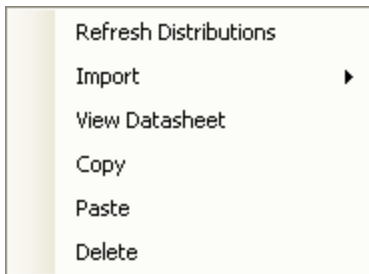 Refresh Distributions
Import
View Datasheet
Copy
Paste
Delete